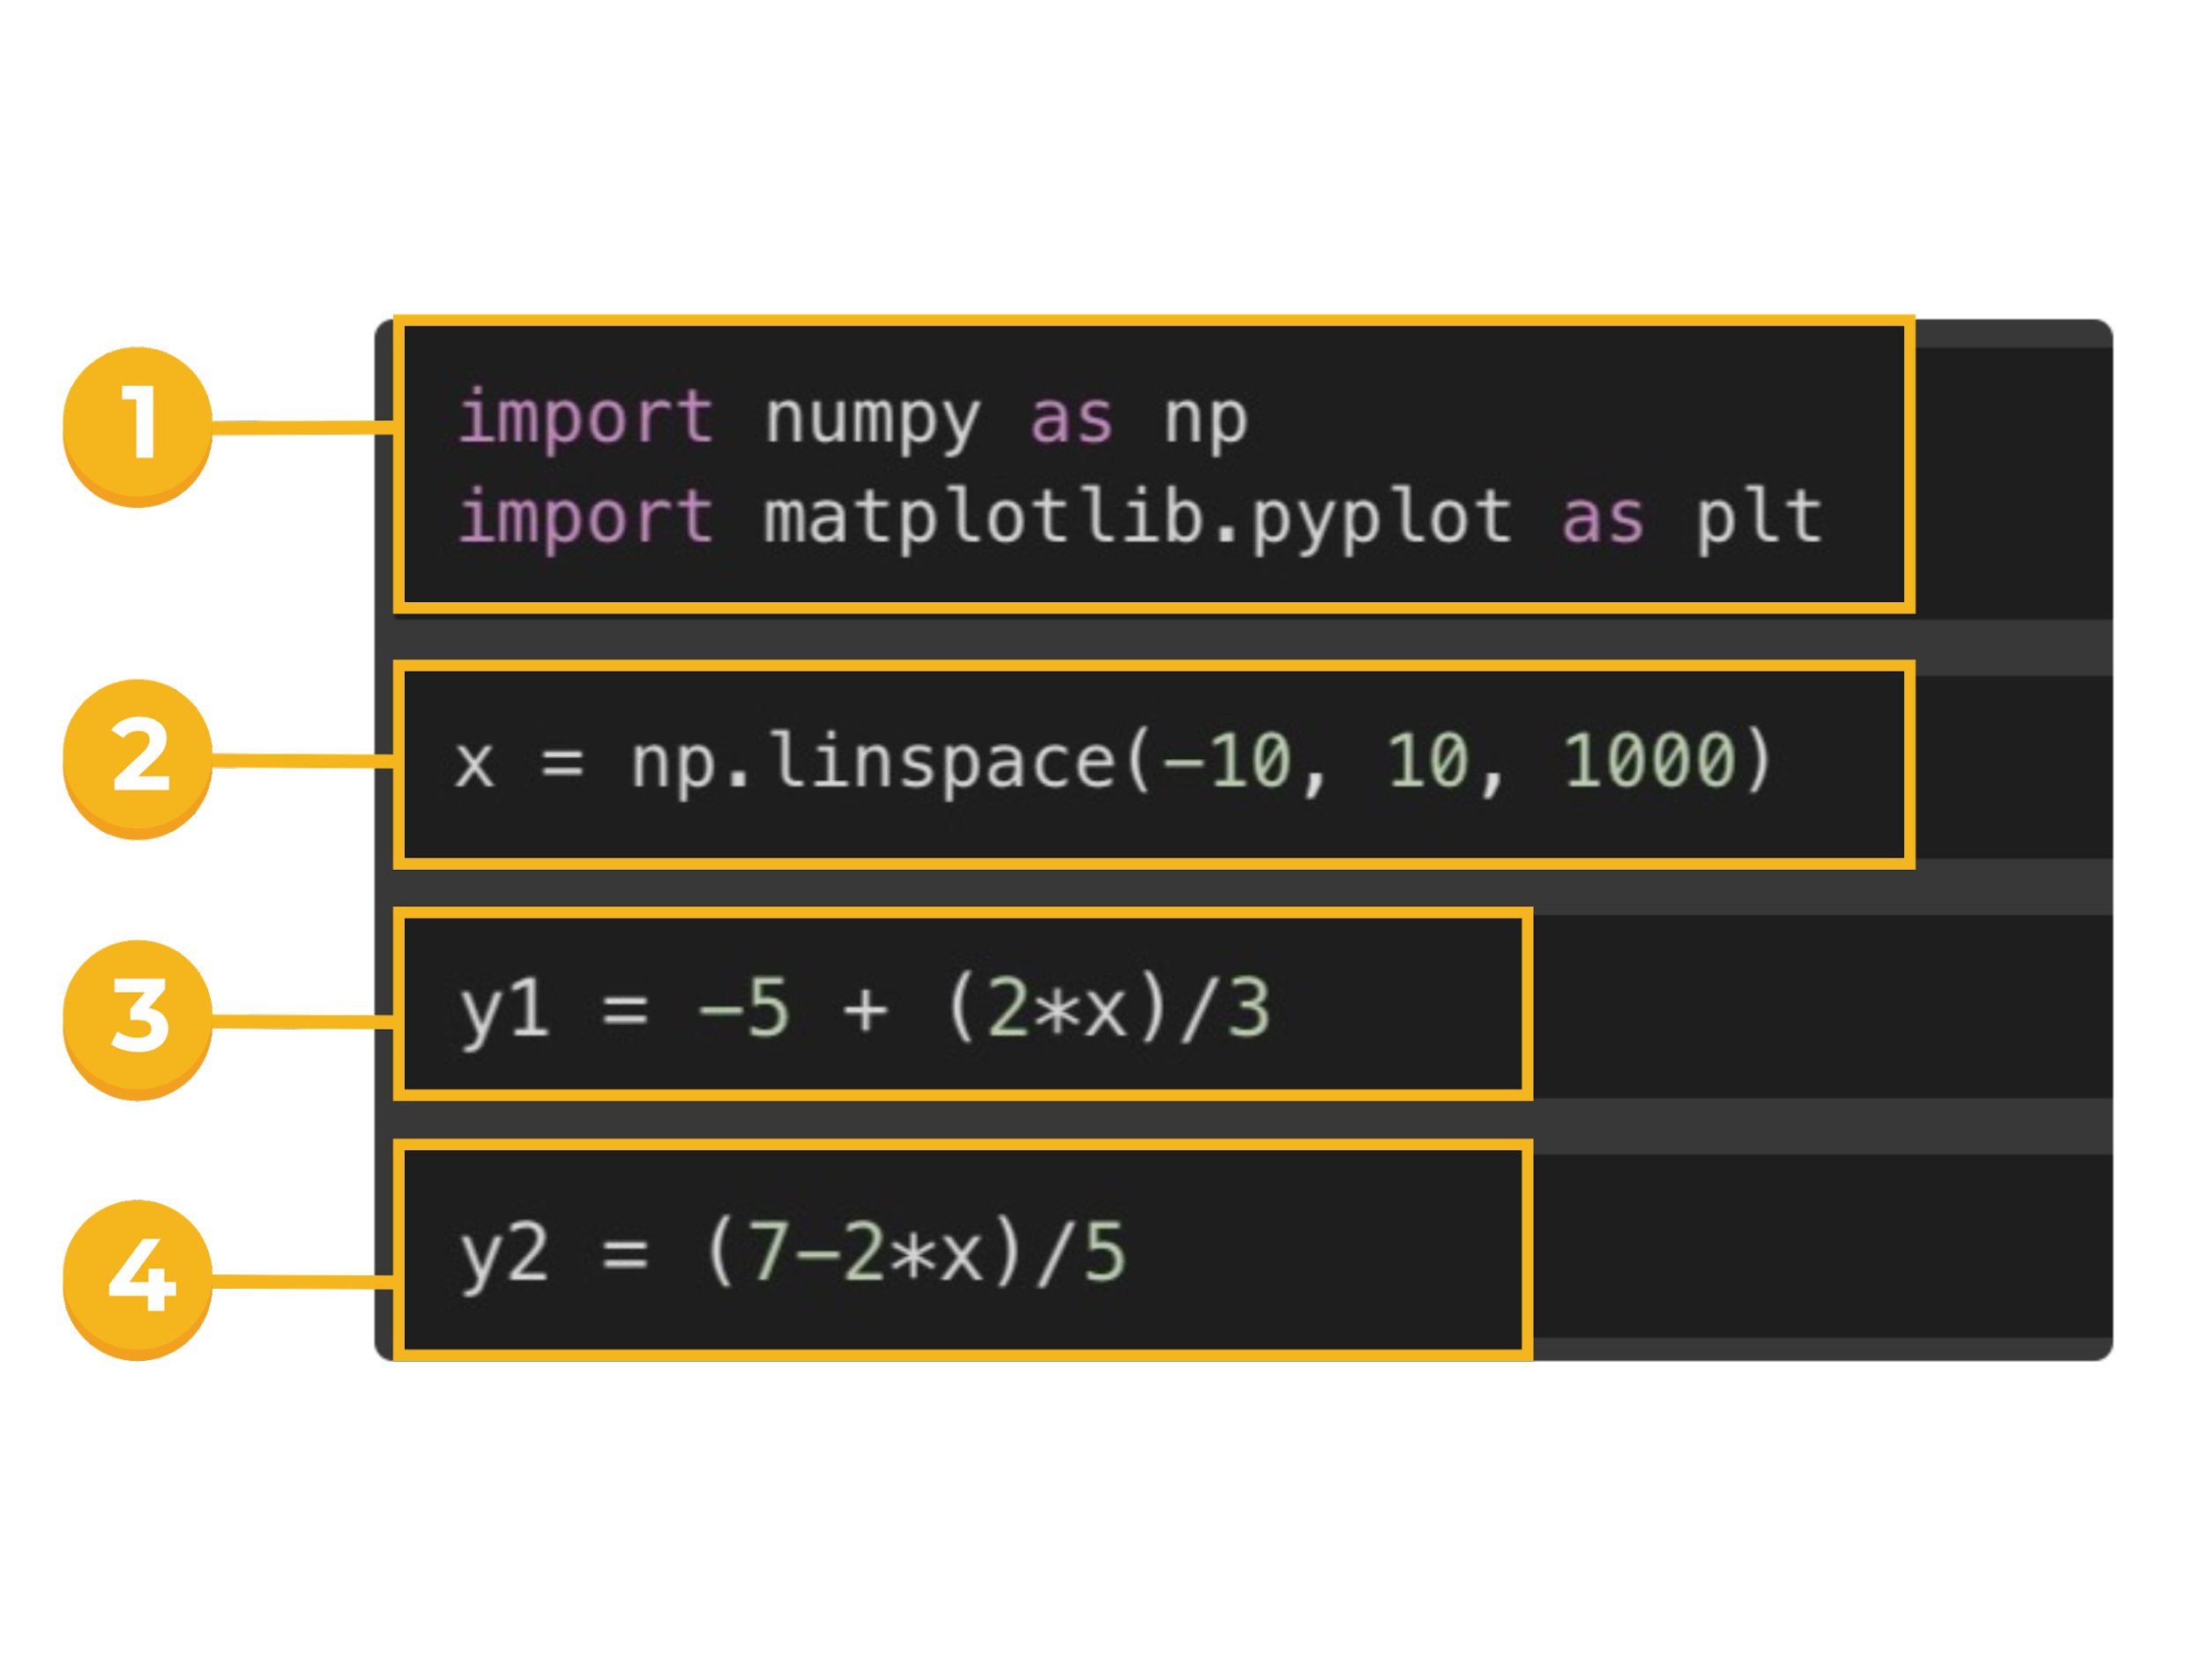 1
import numpy as np
import matplotlib.pyplot as plt
2
x = np.linspace(-10, 10, 1000)
3
y1 = -5 + (2*x)/3
4
y2 = (7-2*x)/5